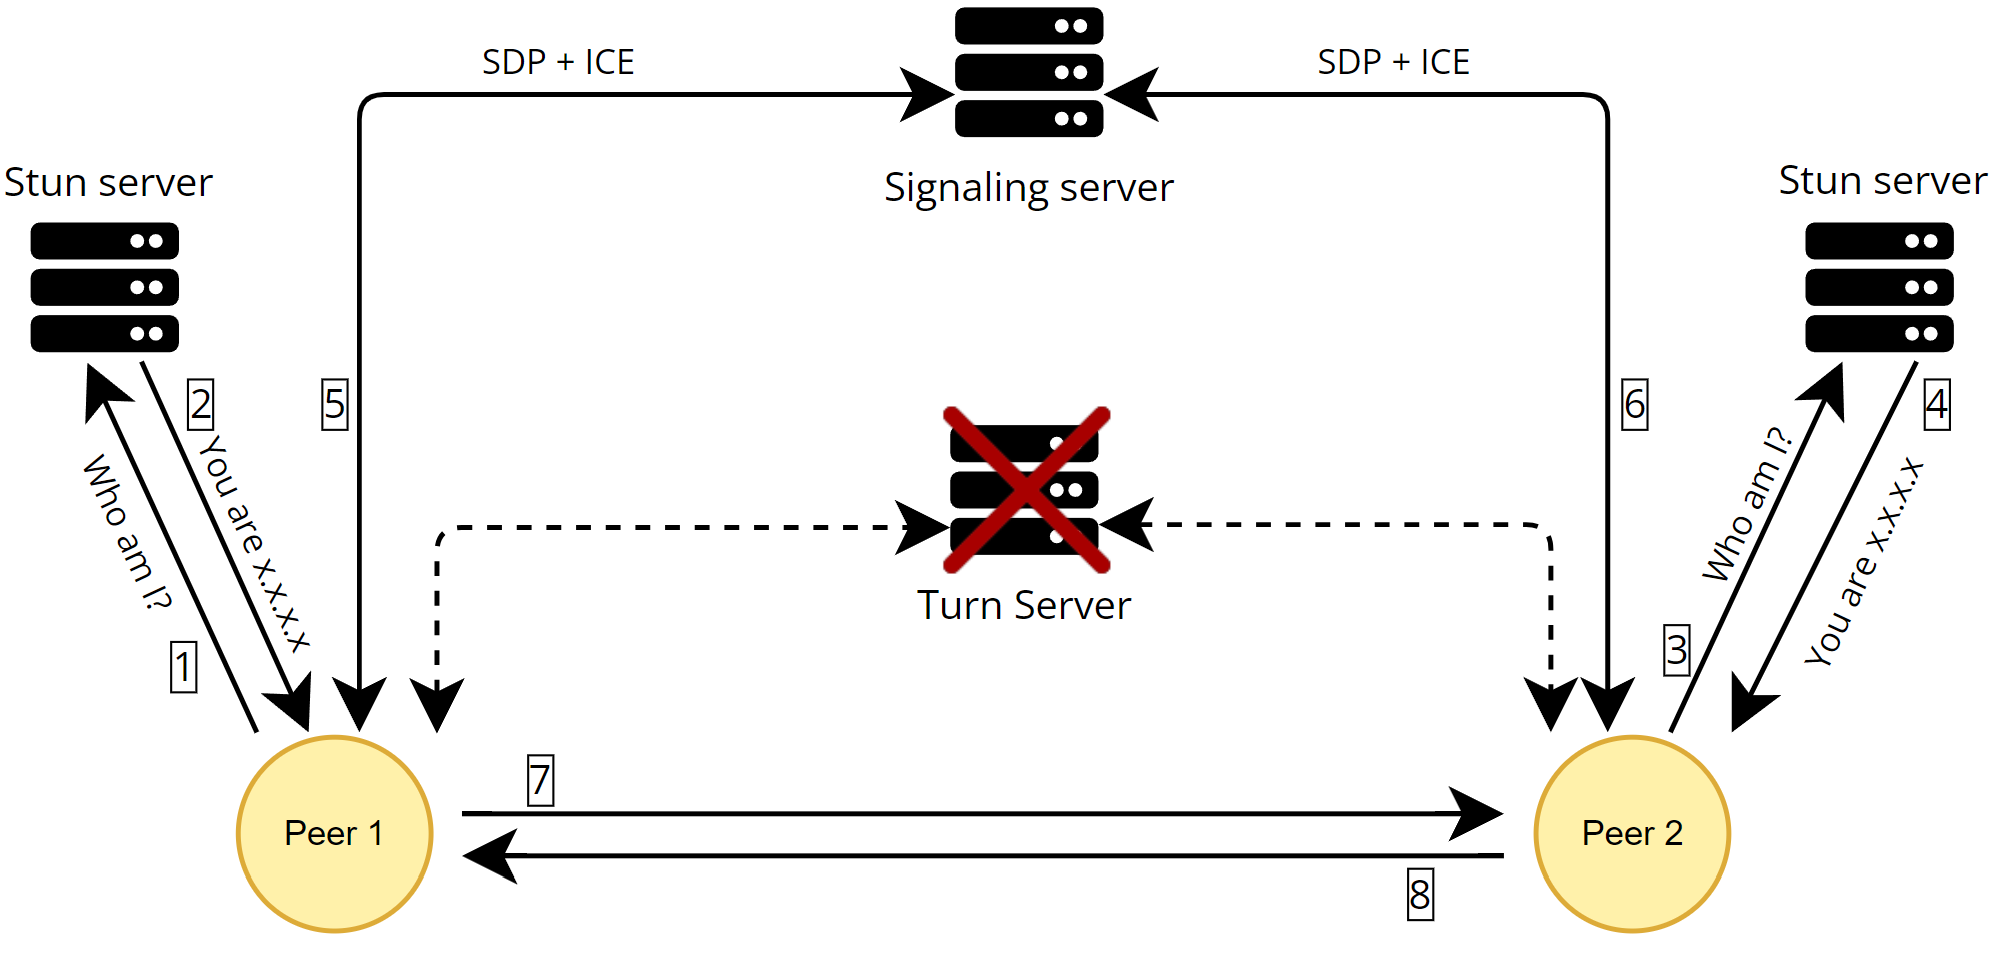 SDP + ICE
SDP + ICE
Stun server
Signaling server
Stun server
2
5
6
4
Who am I?
You are x.x.x.x
Who am I?
You are x.x.x.x
Turn Server
1
3
7
Peer 1
Peer 2
8